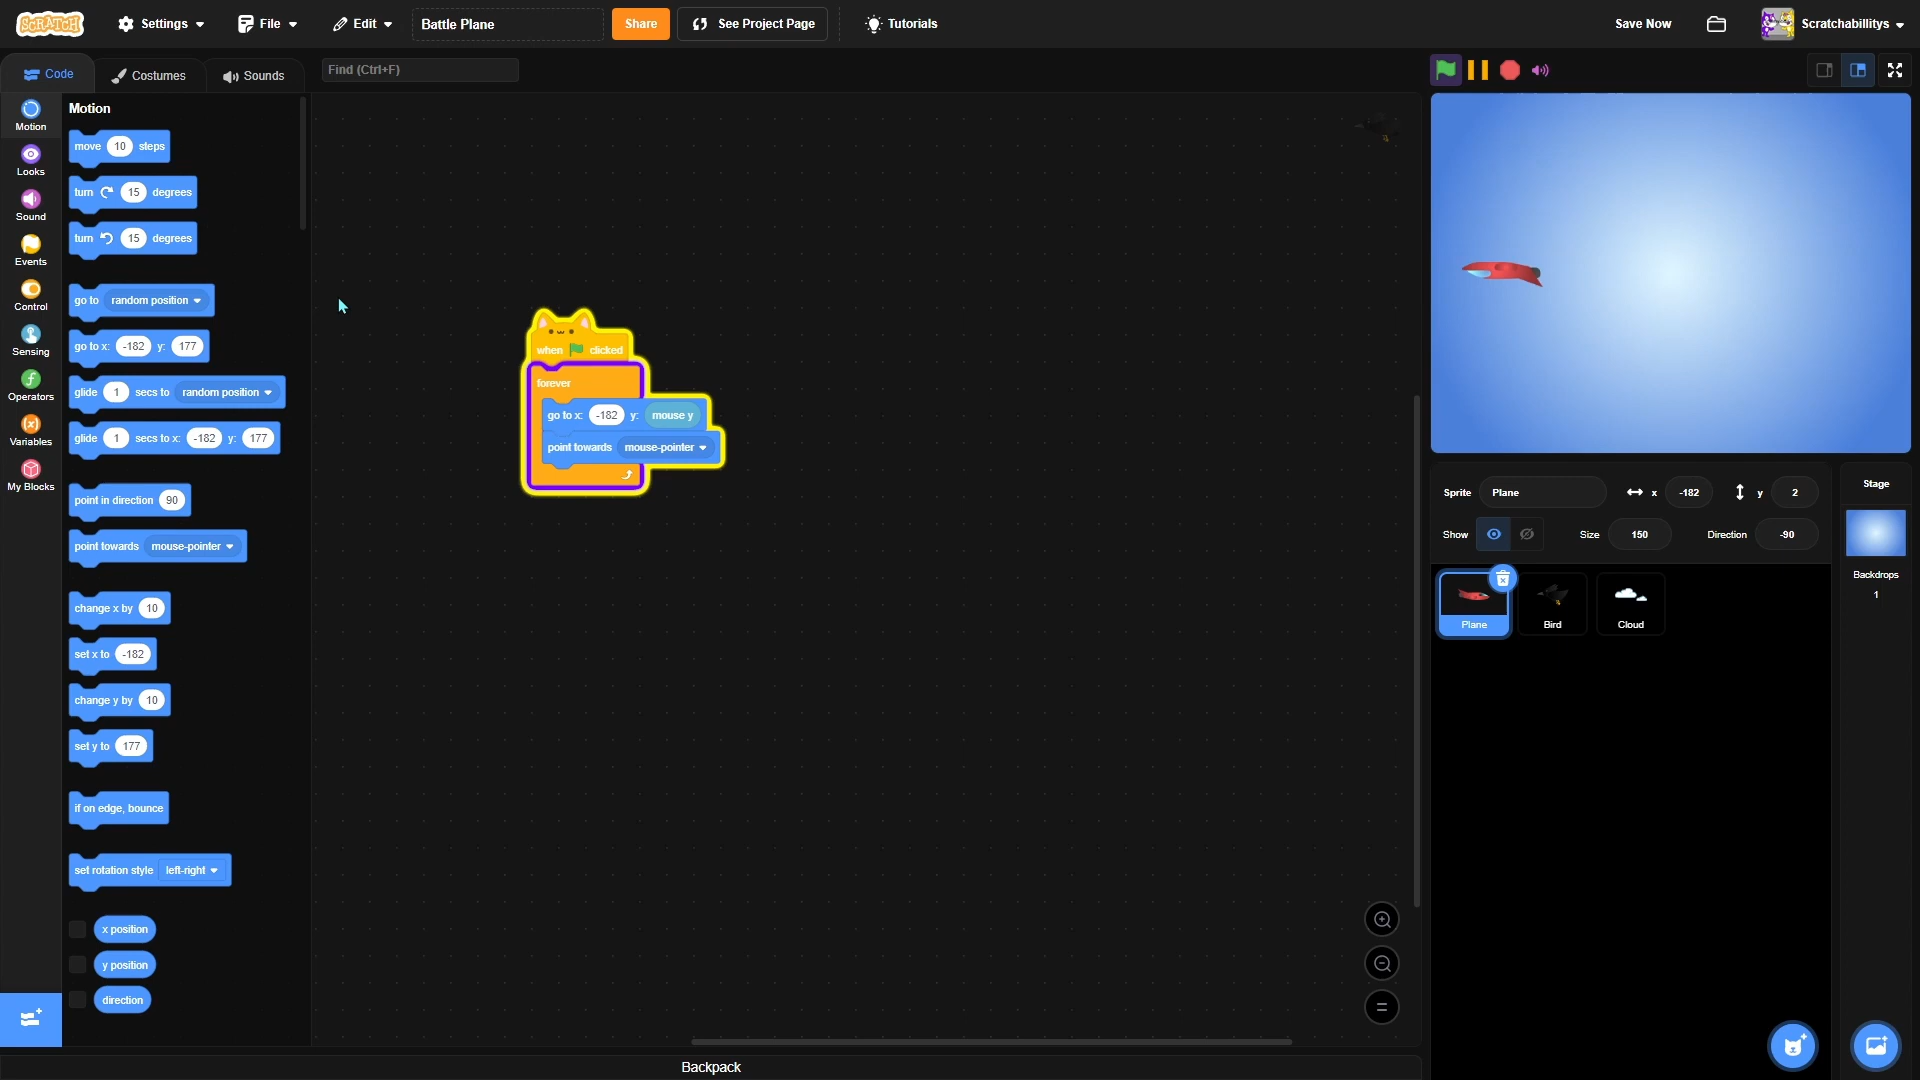 SCRATCH Settings File Edit Battle Plane Share See Project Page Tutorials Save Now Scratchabillitys
Code Costumes Sounds Find (Ctrl+F)
Motion
Looks
Sound
Events
Control
Sensing
Operators
Variables
My Blocks
Motion
move 10 steps
turn 15 degrees
turn 15 degrees
go to random position
go to x: -182 y: 177
glide 1 secs to random position
glide 1 secs to x: -182 y: 177
point in direction 90
point towards mouse-pointer
change x by 10
set x to -182
change y by 10
set y to 177
if on edge, bounce
set rotation style left-right
x position
y position
direction
when clicked
forever
go to x: -182 y: mouse y
point towards mouse-pointer
Backpack
Sprite Plane x -182 y 2
Show Size 150 Direction -90
Plane Bird Cloud
Stage
Backdrops
1